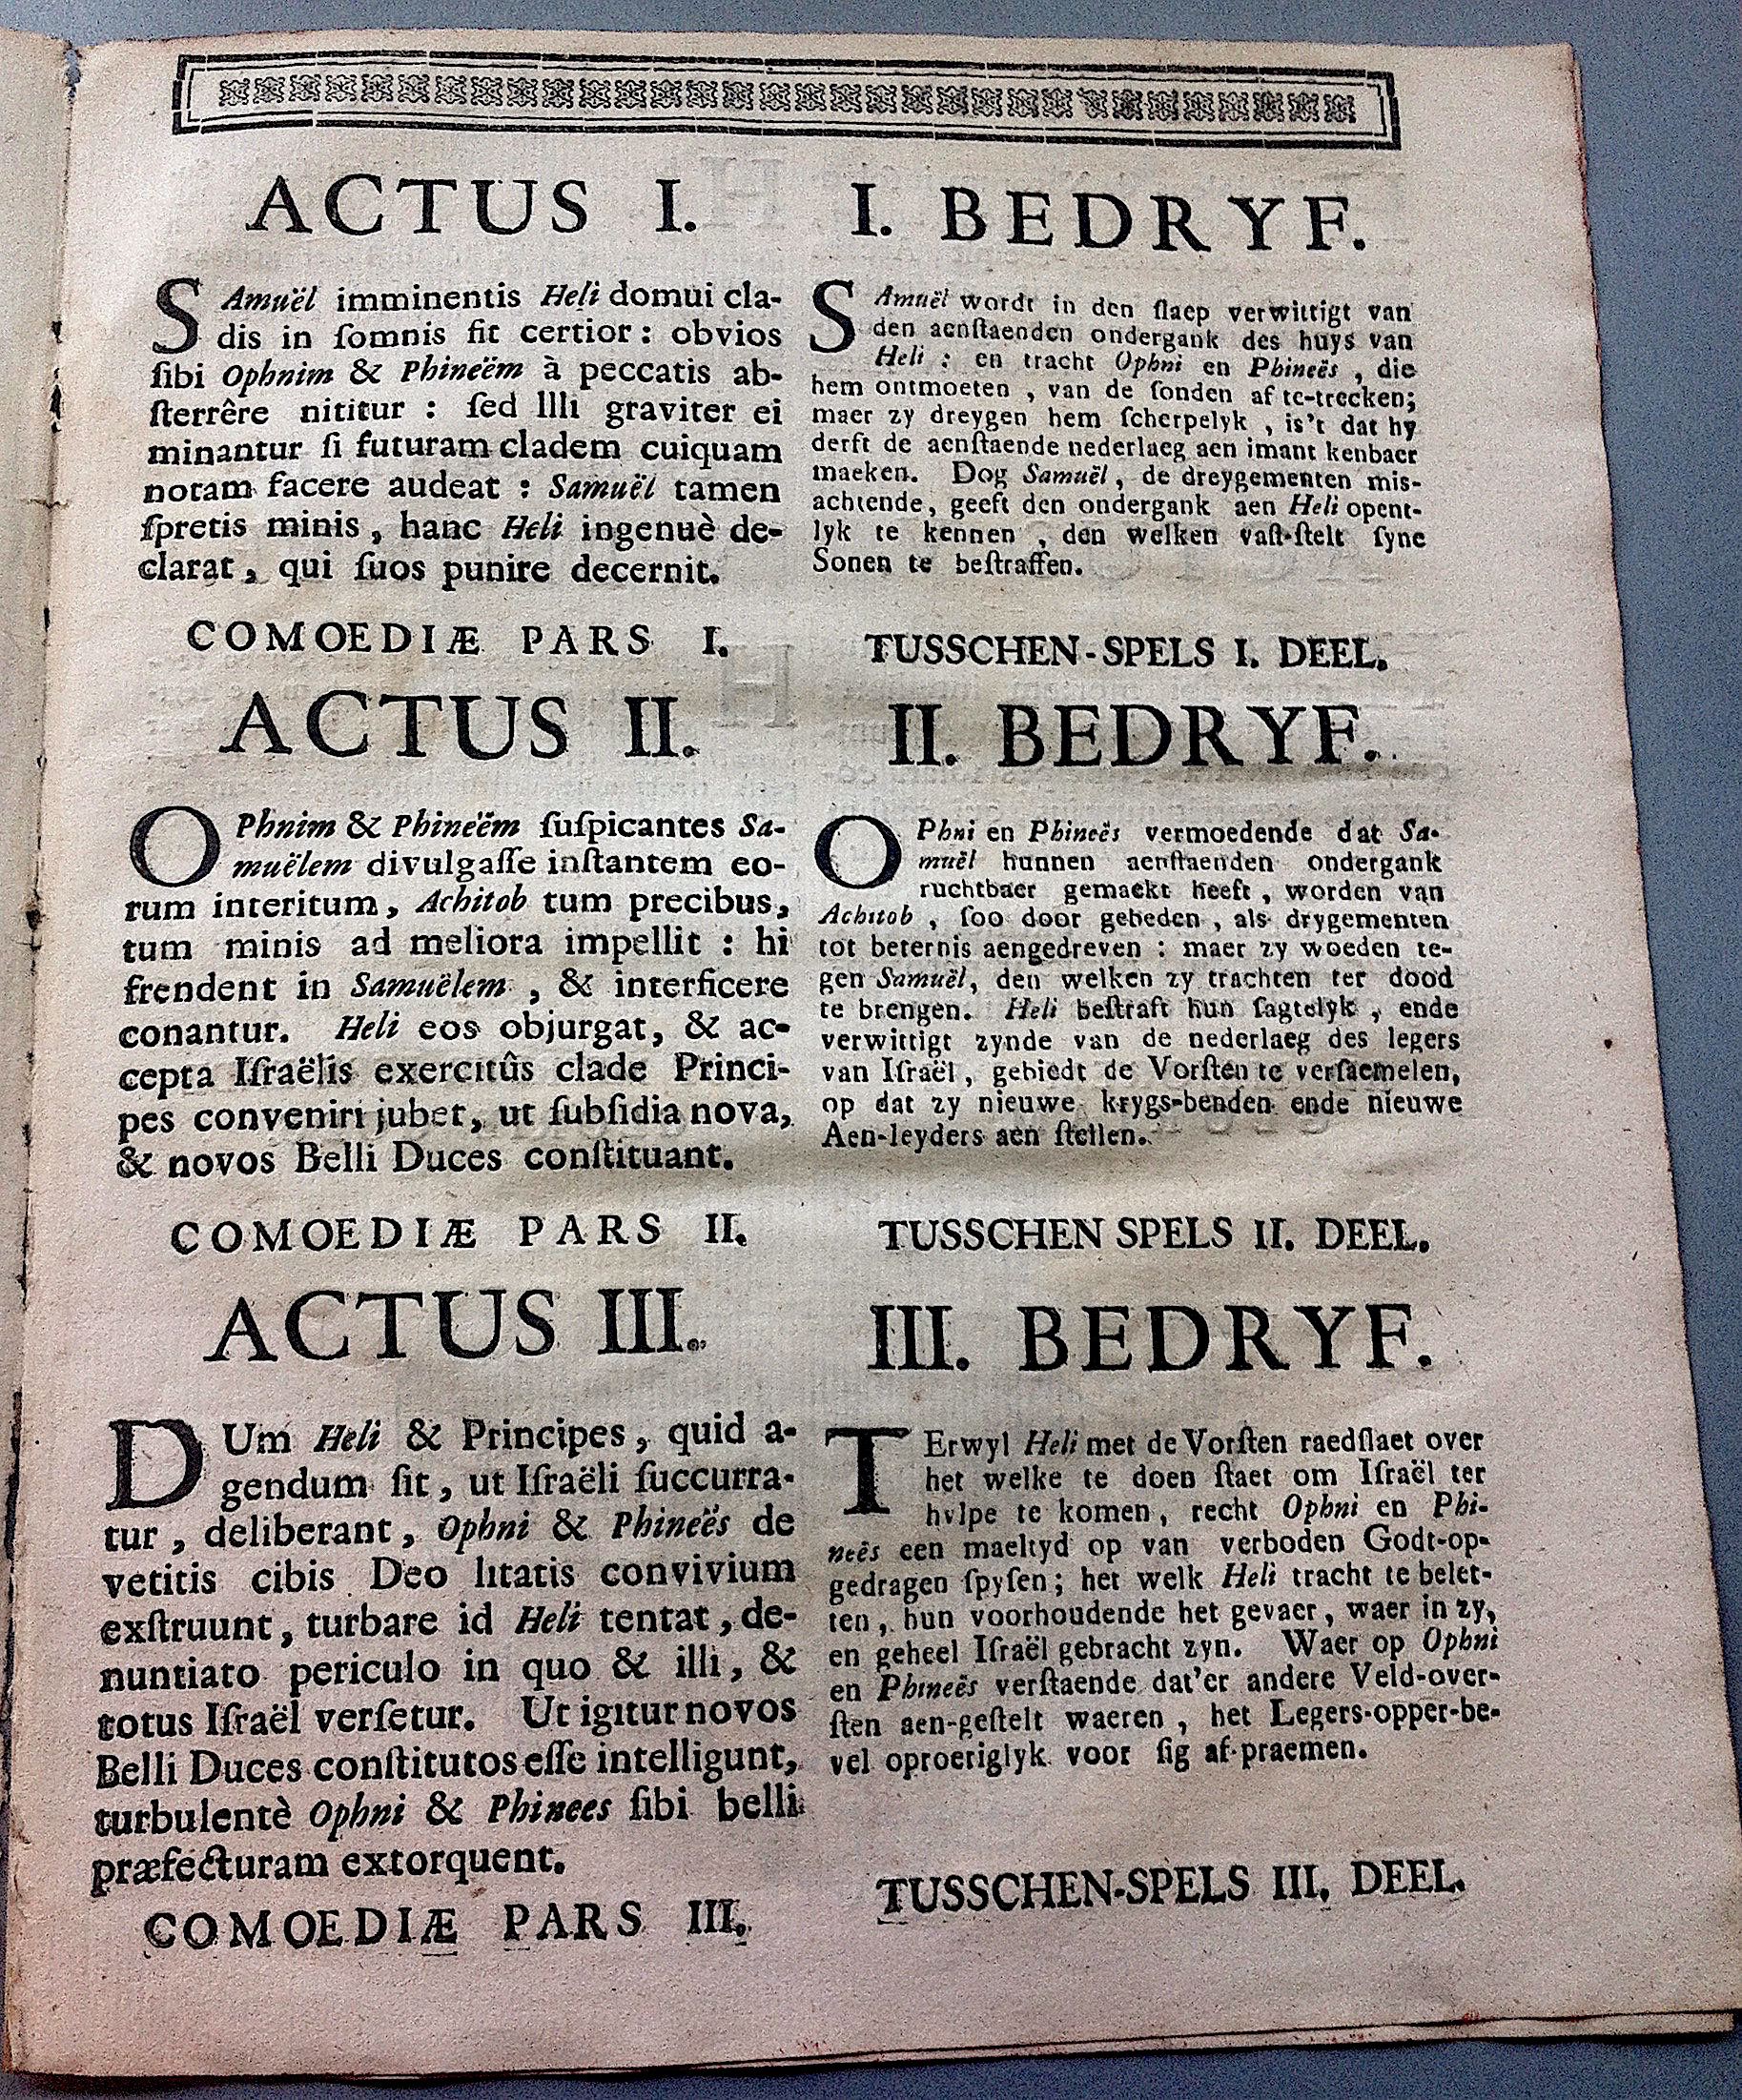 ACTUS I.
SAmuël imminentis Heli domui cla-
dis in ſomnis fit certior : obvios
ſibi Ophnim & Phineëm à peccatis ab-
ſterrêre nititur : ſed Illi graviter ei
minantur ſi futuram cladem cuiquam
notam facere audeat : Samuël tamen
ſpretis minis, hanc Heli ingenuè de-
clarat, qui ſuos punire decernit.
COMOEDIÆ PARS I.
ACTUS II.
OPhnim & Phineëm ſuſpicantes Sa-
muëlem divulgaſſe inſtantem eo-
rum interitum, Achitob tum precibus,
tum minis ad meliora impellit : hi
frendent in Samuëlem, & interficere
conantur. Heli eos objurgat, & ac-
cepta Iſraëlis exercitûs clade Princi-
pes conveniri jubet, ut ſubſidia nova,
& novos Belli Duces conſtituant.
COMOEDIÆ PARS II.
ACTUS III.
DUm Heli & Principes, quid a-
gendum ſit, ut Iſraëli ſuccurra-
tur, deliberant, Ophni & Phineës de
vetitis cibis Deo litatis convivium
exſtruunt, turbare id Heli tentat, de-
nuntiato periculo in quo & illi, &
totus Iſraël verſetur. Ut igitur novos
Belli Duces conſtitutos eſſe intelligunt,
turbulentè Ophni & Phinees ſibi belli
præfecturam extorquent.
COMOEDIÆ PARS III.
I. BEDRYF.
SAmuël wordt in den ſlaep verwittigt van
den aenſtaenden ondergank des huys van
Heli : en tracht Ophni en Phineës, die
hem ontmoeten, van de ſonden af te-trecken;
maer zy dreygen hem ſcherpelyk, is't dat hy
derft de aenſtaende nederlaeg aen imant kenbaer
maeken. Dog Samuël, de dreygementen mis-
achtende, geeft den ondergank aen Heli opent-
lyk te kennen, den welken vaſt-ſtelt ſyne
Sonen te beſtraffen.
TUSSCHEN-SPELS I. DEEL.
II. BEDRYF.
OPhni en Phineës vermoedende dat Sa-
muël hunnen aenſtaenden ondergank
ruchtbaer gemaekt heeft, worden van
Achitob, ſoo door gebeden, als drygementen
tot beternis aengedreven : maer zy woeden te-
gen Samuël, den welken zy trachten ter dood
te brengen. Heli beſtraft hun ſagtelyk, ende
verwittigt zynde van de nederlaeg des legers
van Iſraël, gebiedt de Vorſten te verſaemelen,
op dat zy nieuwe krygs-benden ende nieuwe
Aen-leyders aen ſtellen.
TUSSCHEN SPELS II. DEEL.
III. BEDRYF.
TErwyl Heli met de Vorſten raedſlaet over
het welke te doen ſtaet om Iſraël ter
hvlpe te komen, recht Ophni en Phi-
neës een maeltyd op van verboden Godt-op-
gedragen ſpyſen; het welk Heli tracht te belet-
ten, hun voorhoudende het gevaer, waer in zy,
en geheel Iſraël gebracht zyn. Waer op Ophni
en Phineës verſtaende dat'er andere Veld-over-
ſten aen-geſtelt waeren, het Legers-opper-be-
vel oproeriglyk voor ſig af-praemen.
TUSSCHEN-SPELS III. DEEL.